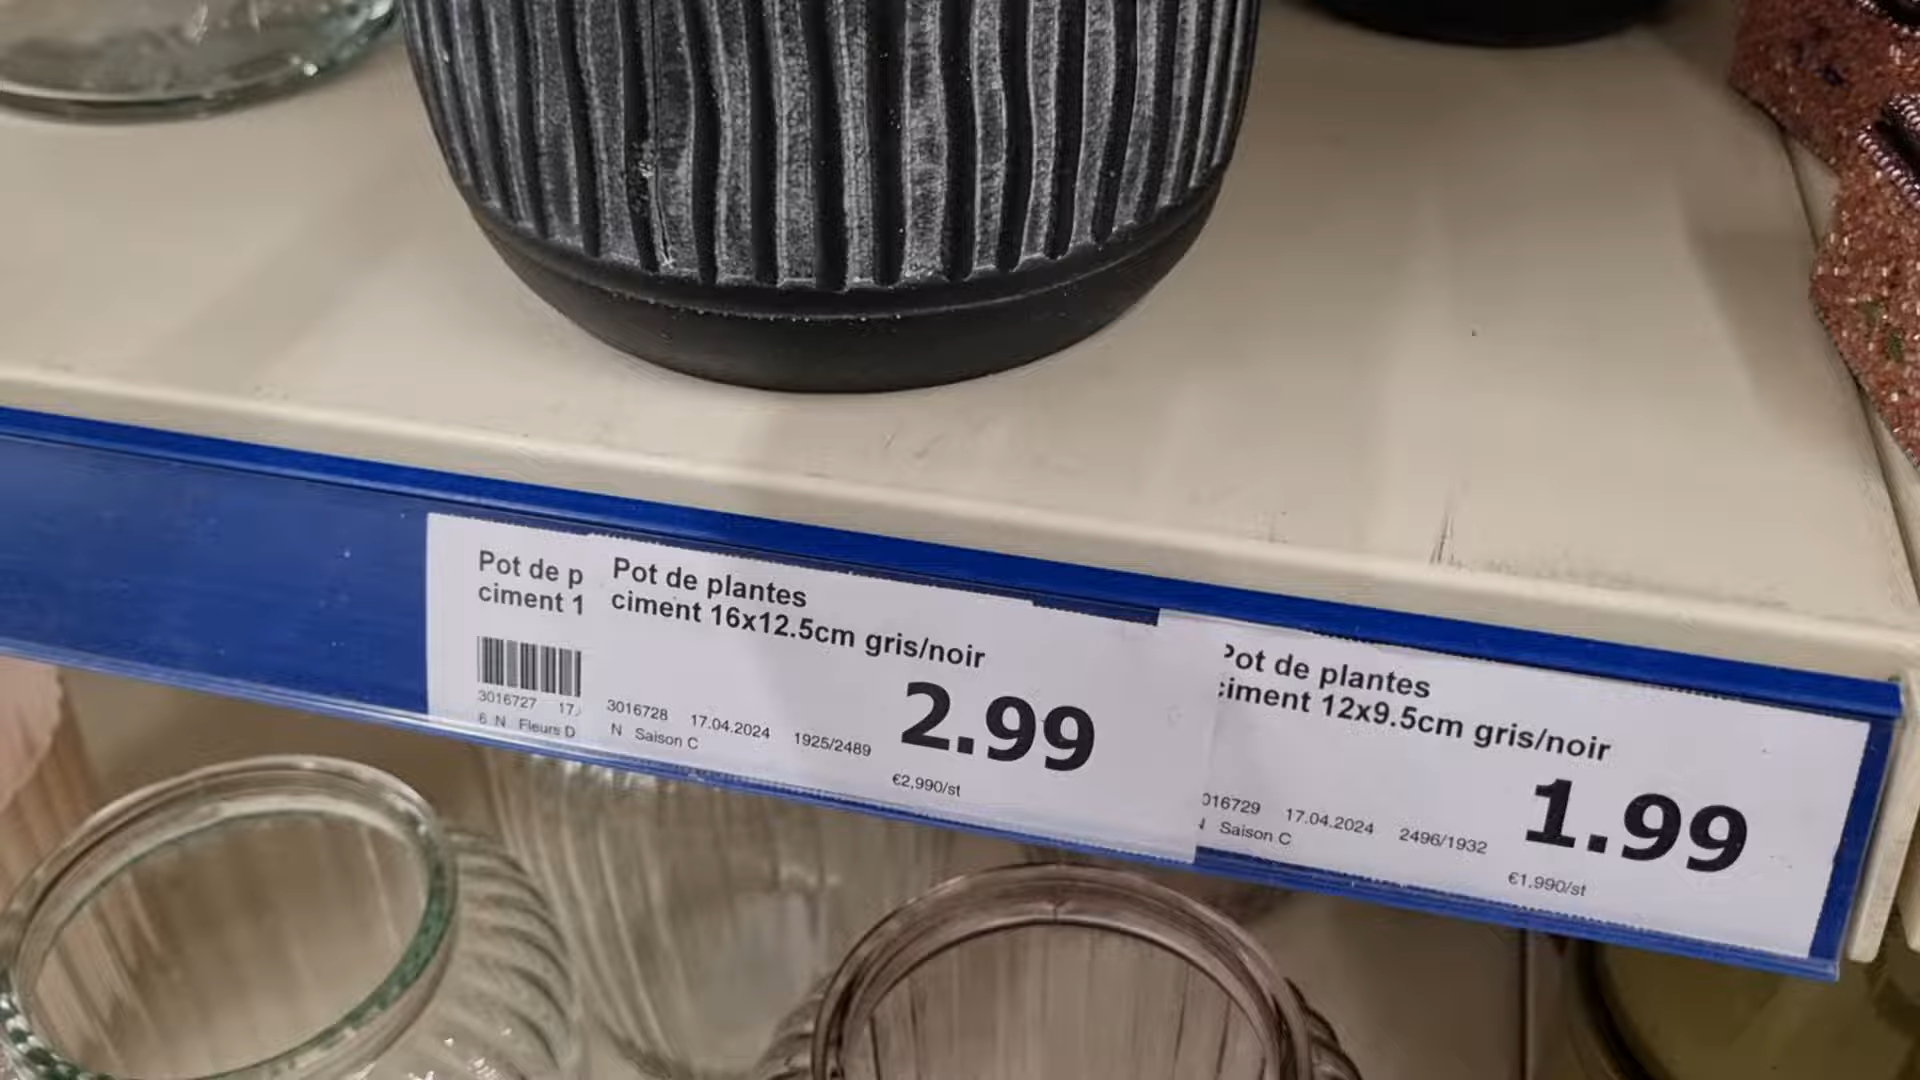 Pot de p
ciment 1
3016727 17.
6 N Fleurs D
Pot de plantes
ciment 16x12.5cm gris/noir
2.99
3016728 17.04.2024 1925/2489
N Saison C
€2,990/st
Pot de plantes
ciment 12x9.5cm gris/noir
1.99
016729 17.04.2024 2496/1932
N Saison C
€1,990/st